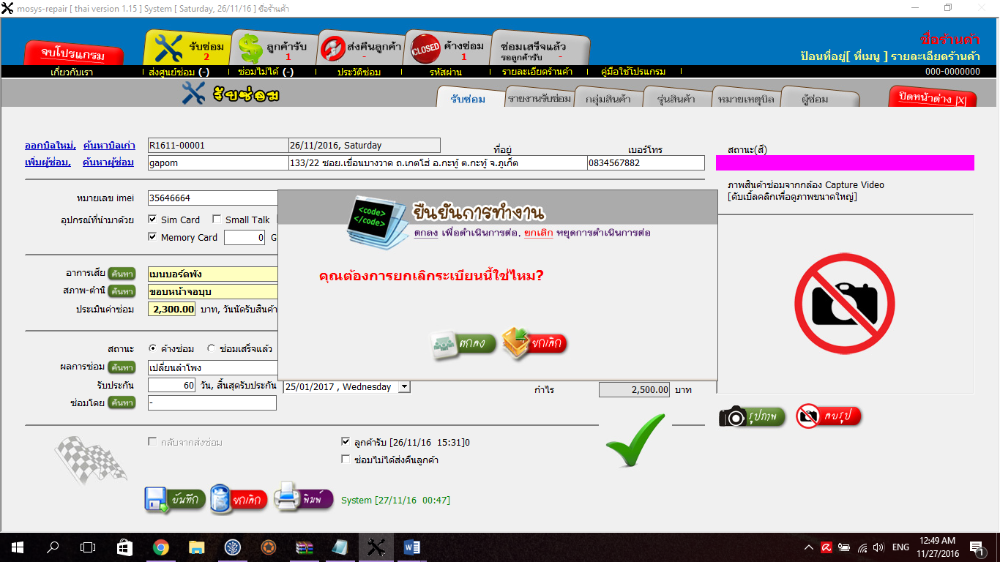 mosys-repair [ thai version 1.15 ] System [ Saturday, 26/11/16 ] ชื่อร้านค้า
จบโปรแกรม
รับซ่อม 2
ลูกค้ารับ 1
ส่งคืนลูกค้า -
CLOSED ค้างซ่อม 1
ซ่อมเสร็จแล้ว
รอลูกค้ารับ -
ชื่อร้านค้า
ป้อนที่อยู่[ ที่เมนู ] รายละเอียดร้านค้า
เกี่ยวกับเรา ส่งศูนย์ซ่อม (-) ซ่อมไม่ได้ (-) ประวัติซ่อม รหัสผ่าน รายละเอียดร้านค้า คู่มือใช้โปรแกรม 000-0000000
รับซ่อม
รับซ่อม รายงานรับซ่อม กลุ่มสินค้า รุ่นสินค้า หมายเหตุบิล ผู้ซ่อม ปิดหน้าต่าง |X|
ออกบิลใหม่, ค้นหาบิลเก่า R1611-00001 26/11/2016, Saturday ที่อยู่ เบอร์โทร สถานะ(สี)
เพิ่มผู้ซ่อม, ค้นหาผู้ซ่อม gapom 133/22 ซอย.เขื่อนบางวาด ถ.เกตโฮ่ อ.กะทู้ ต.กะทู้ จ.ภูเก็ต 0834567882
ภาพสินค้าซ่อมจากกล้อง Capture Video
[ดับเบิ้ลคลิกเพื่อดูภาพขนาดใหญ่]
หมายเลข imei 35646664
อุปกรณ์ที่นำมาด้วย Sim Card Small Talk
Memory Card 0 G
<code>
</code>
ยืนยันการทำงาน
ตกลง เพื่อดำเนินการต่อ, ยกเลิก หยุดการดำเนินการต่อ
คุณต้องการยกเลิกระเบียนนี้ใช่ไหม?
ตกลง ยกเลิก
อาการเสีย ค้นหา เมนบอร์ดพัง
สภาพ-ตำนิ ค้นหา ขอบหน้าจอบุบ
ประเมินค่าซ่อม 2,300.00 บาท, วันนัดรับสินค้า
สถานะ ค้างซ่อม ซ่อมเสร็จแล้ว
ผลการซ่อม ค้นหา เปลี่ยนลำโพง
รับประกัน 60 วัน, สิ้นสุดรับประกัน 25/01/2017 , Wednesday กำไร 2,500.00 บาท
ซ่อมโดย ค้นหา -
รูปภาพ ลบรูป
กลับจากส่งซ่อม ลูกค้ารับ [26/11/16 15:31]0
ซ่อมไม่ได้ส่งคืนลูกค้า
บันทึก ยกเลิก พิมพ์ System [27/11/16 00:47]
ENG 12:49 AM
11/27/2016 1